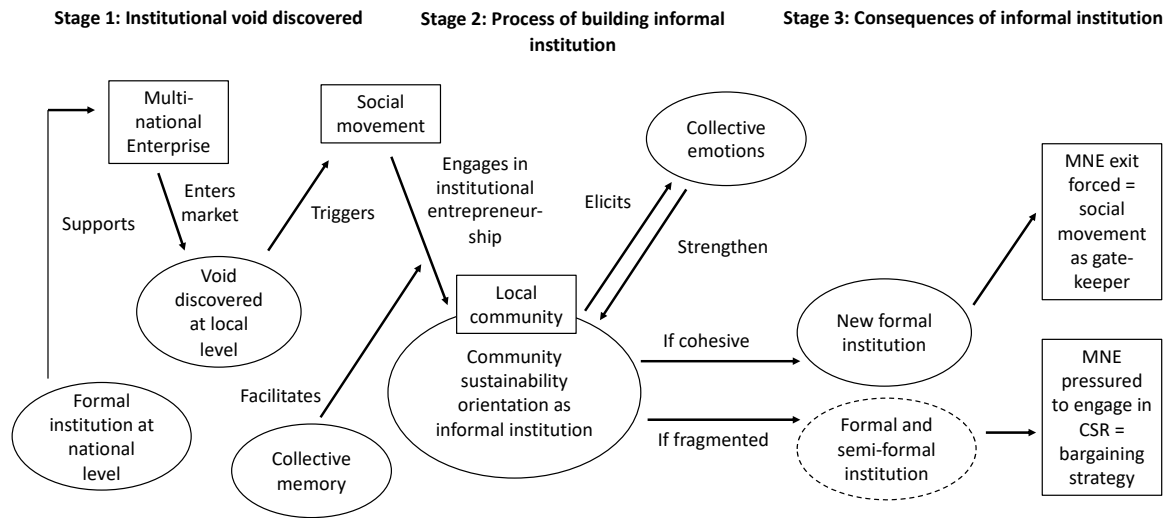 Stage 1: Institutional void discovered
Stage 2: Process of building informal
institution
Stage 3: Consequences of informal institution
Multi-
national
Enterprise
Social
movement
Collective
emotions
MNE exit
forced =
social
movement
as gate-
keeper
Supports
Enters
market
Triggers
Engages in
institutional
entrepreneur-
ship
Elicits
Strengthen
Void
discovered
at local
level
Local
community
Community
sustainability
orientation as
informal institution
If cohesive
New formal
institution
Formal
institution at
national
level
Facilitates
Collective
memory
If fragmented
Formal and
semi-formal
institution
MNE
pressured
to engage in
CSR =
bargaining
strategy